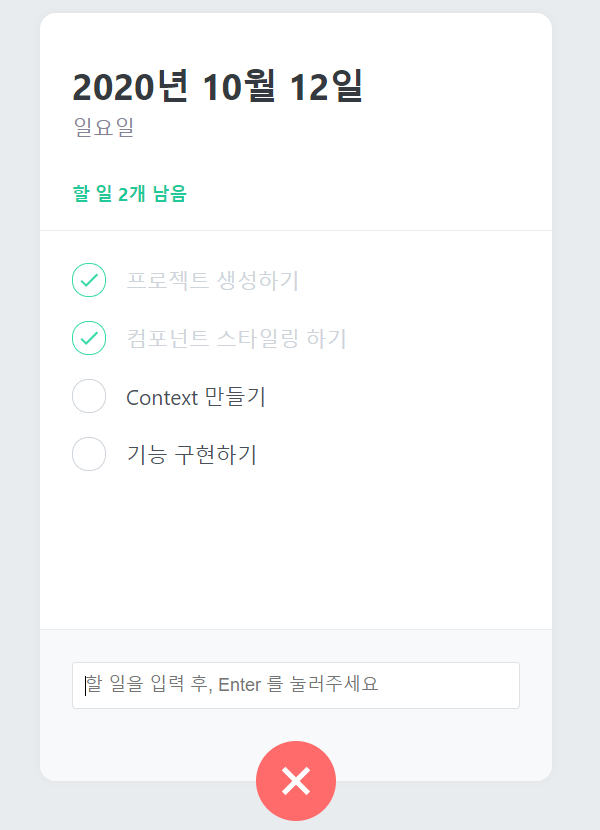 2020년 10월 12일
일요일
할 일 2개 남음
프로젝트 생성하기
컴포넌트 스타일링 하기
Context 만들기
기능 구현하기
할 일을 입력 후, Enter 를 눌러주세요